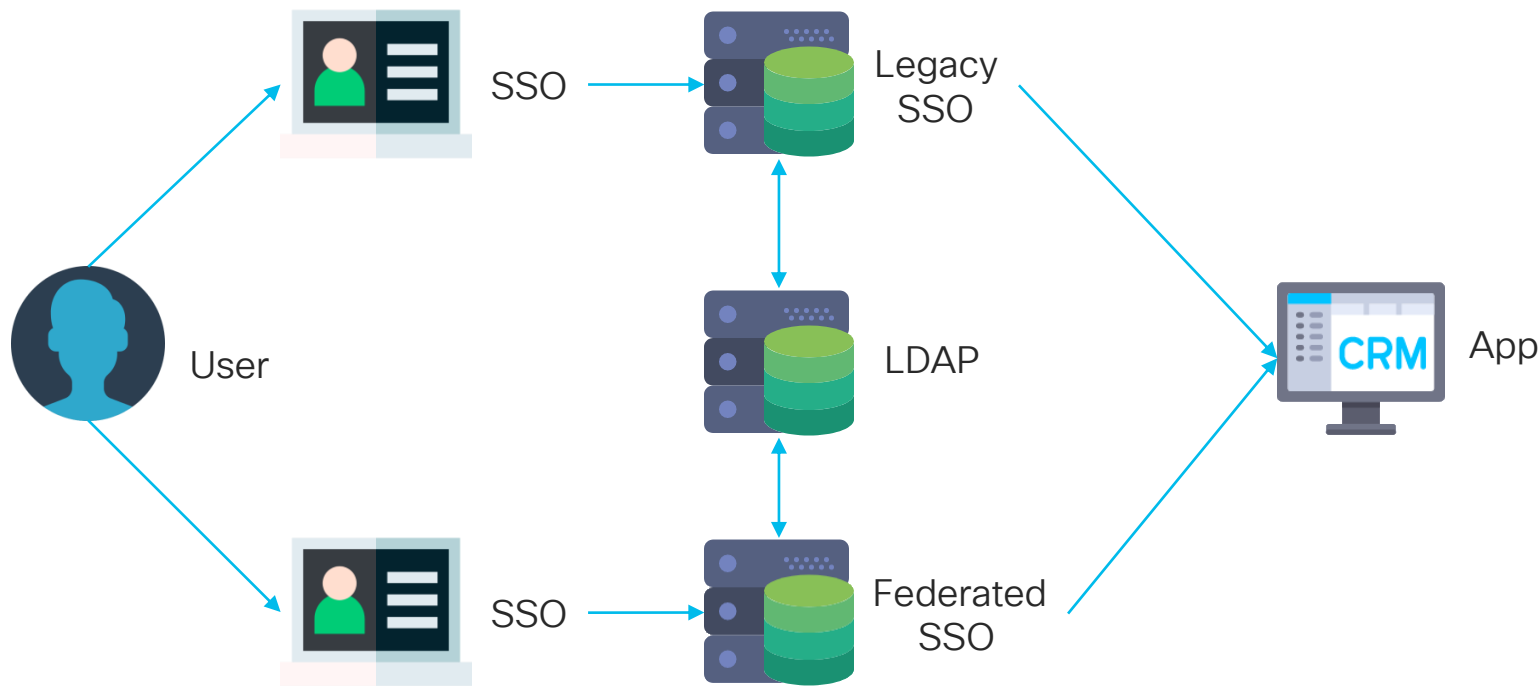 SSO
Legacy
SSO
User
LDAP
CRM
App
SSO
Federated
SSO